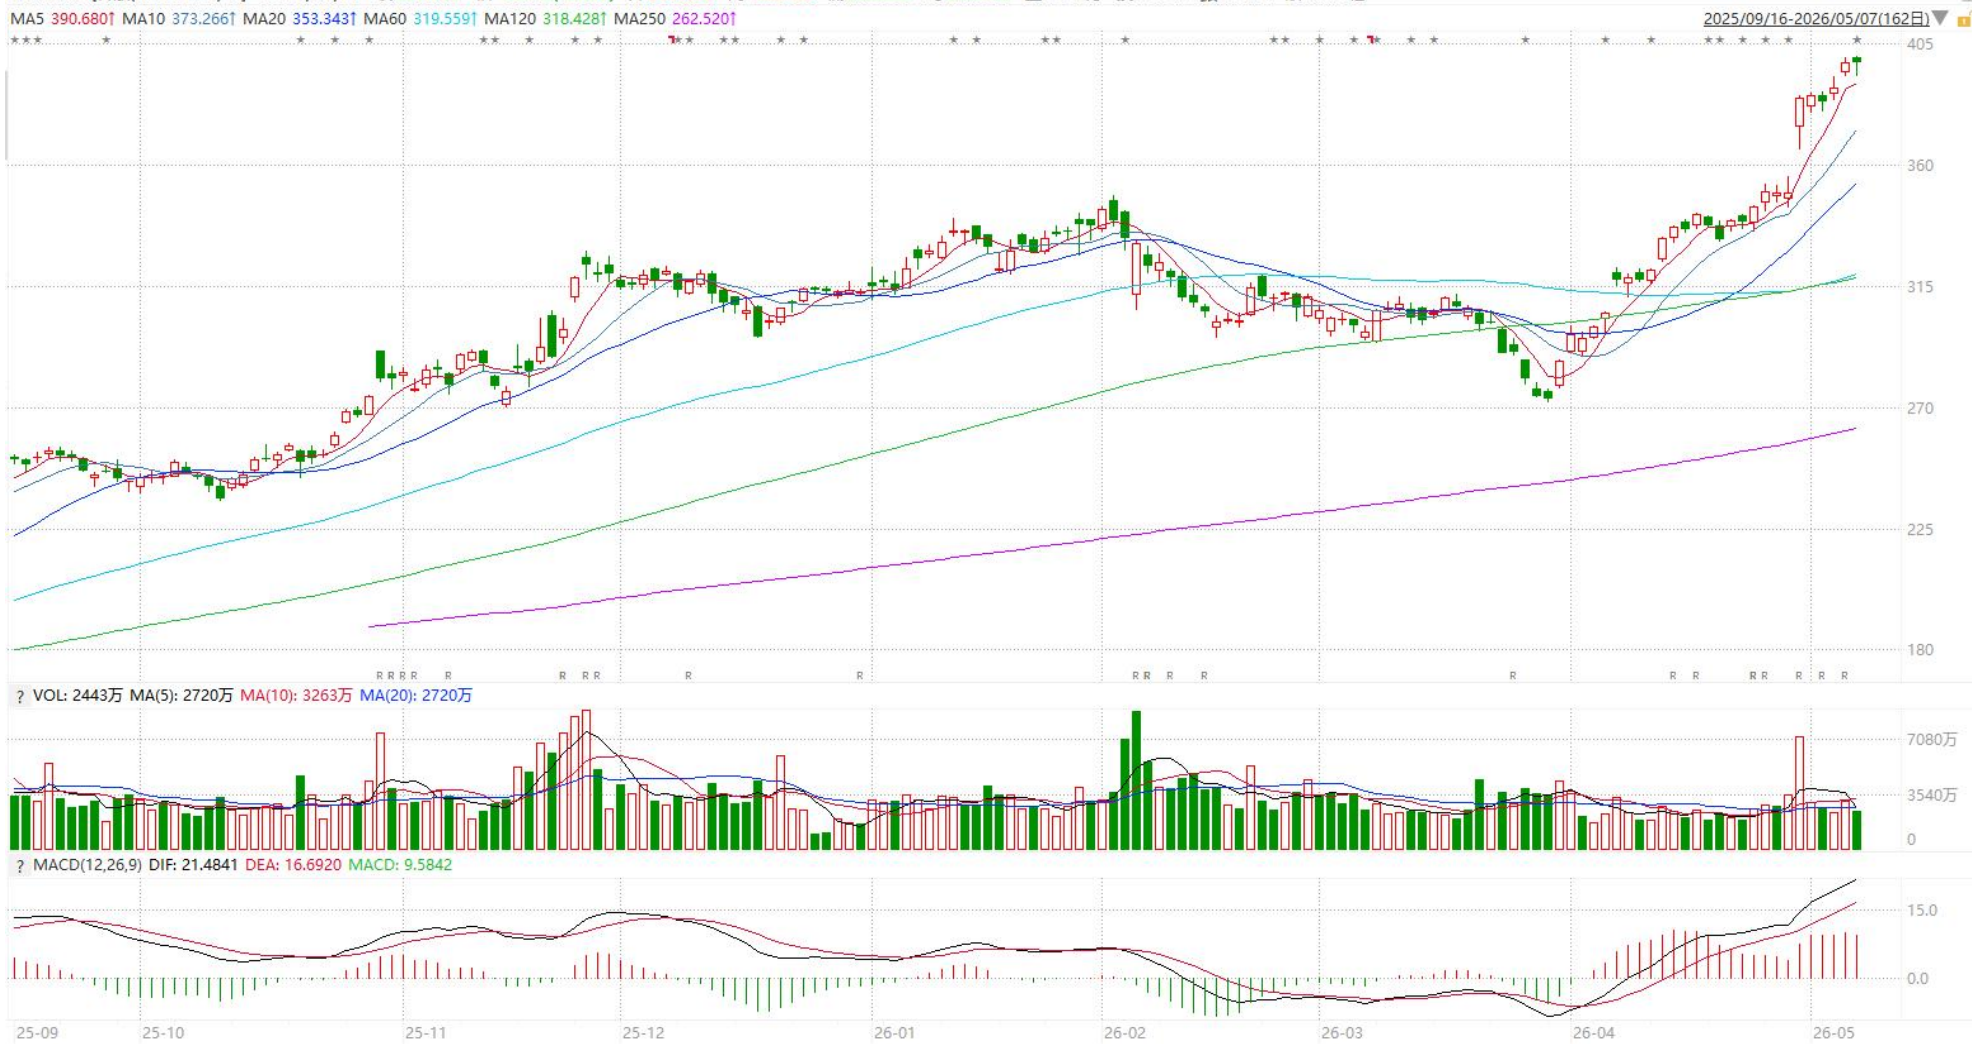 MA5 390.680↑ MA10 373.266↑ MA20 353.343↑ MA60 319.559↑ MA120 318.428↑ MA250 262.520↑ 2025/09/16-2026/05/07(162日)
405
360
315
270
225
180
R R R R R R R R R R R R R R R R R R R R R R
? VOL: 2443万 MA(5): 2720万 MA(10): 3263万 MA(20): 2720万
7080万
3540万
0
? MACD(12,26,9) DIF: 21.4841 DEA: 16.6920 MACD: 9.5842
15.0
0.0
25-09 25-10 25-11 25-12 26-01 26-02 26-03 26-04 26-05